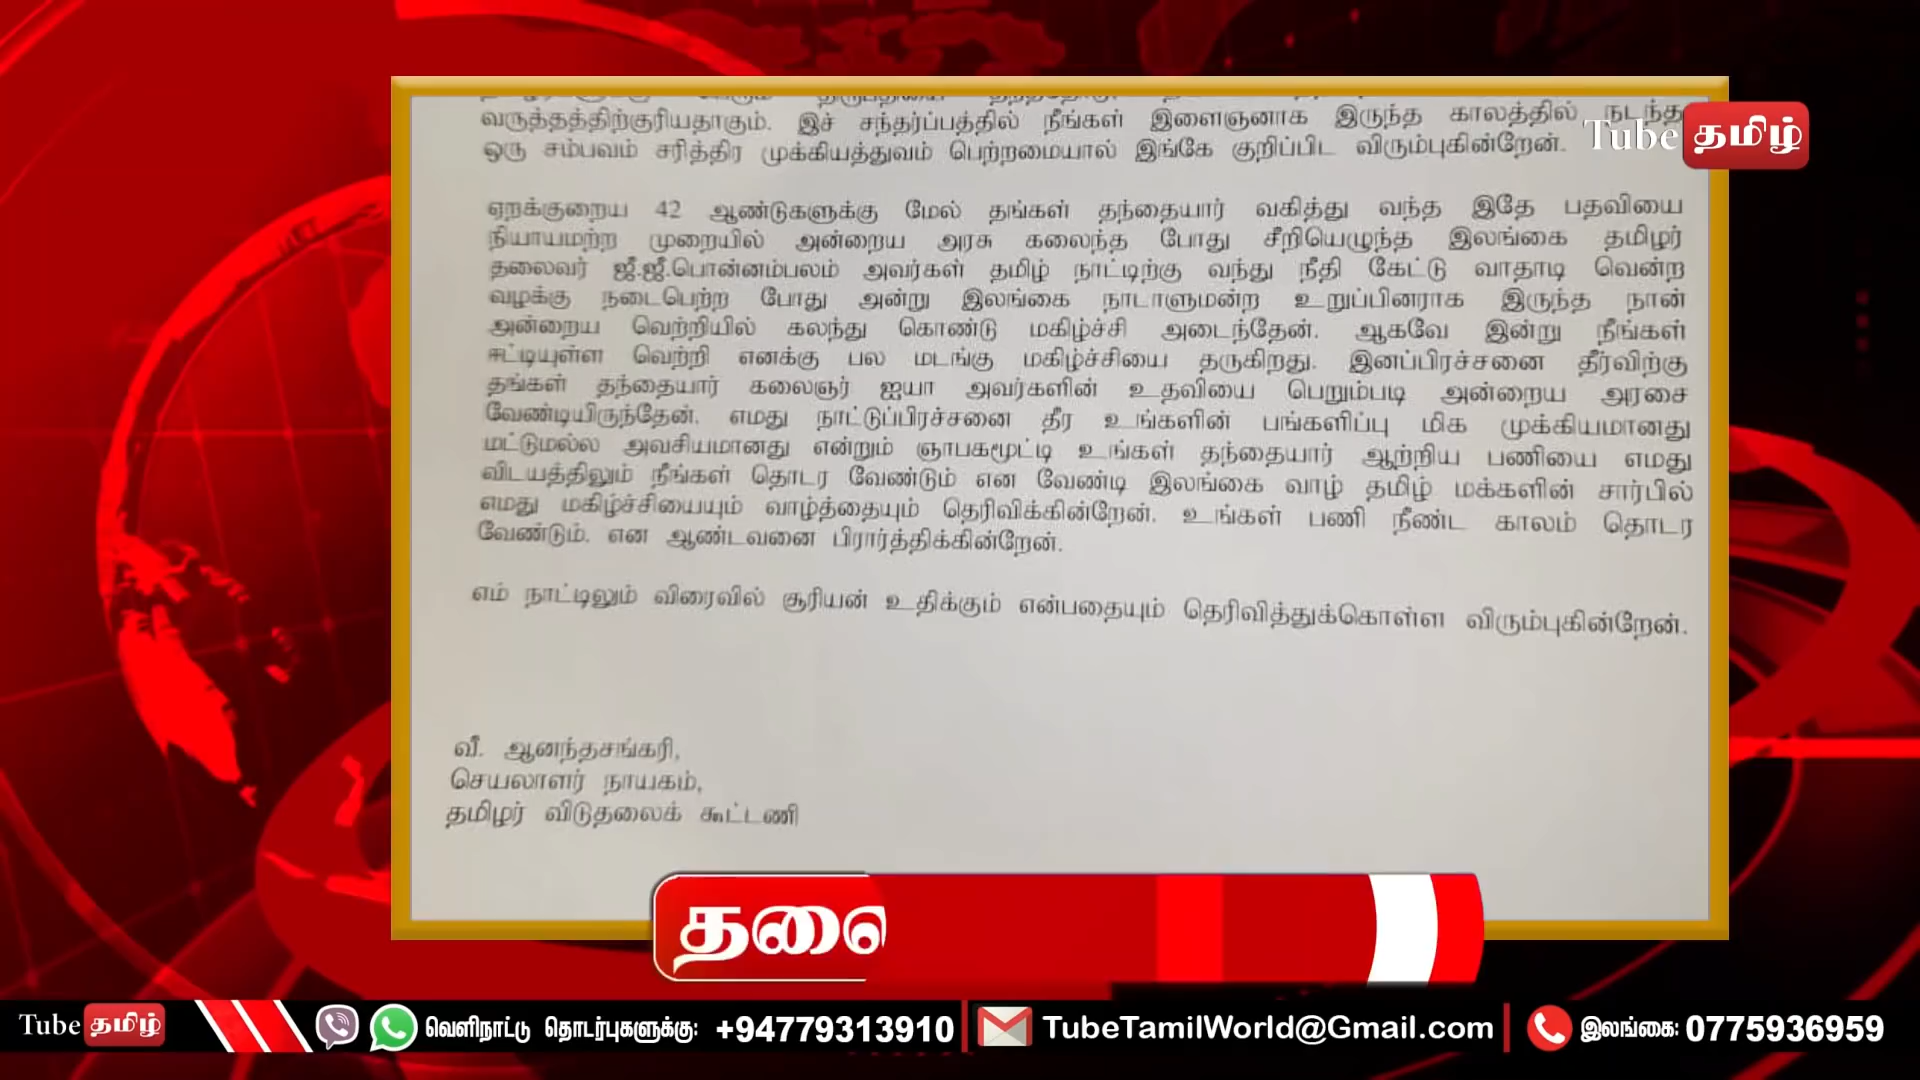 வருத்தத்திற்குரியதாகும். இச் சந்தர்ப்பத்தில் நீங்கள் இளைஞனாக இருந்த காலத்தில் நடந்த
ஒரு சம்பவம் சரித்திர முக்கியத்துவம் பெற்றமையால் இங்கே குறிப்பிட விரும்புகின்றேன்.
Tube தமிழ்
ஏறக்குறைய 42 ஆண்டுகளுக்கு மேல் தங்கள் தந்தையார் வகித்து வந்த இதே பதவியை
நியாயமற்ற முறையில் அன்றைய அரசு கலைந்த போது சீறியெழுந்த இலங்கை தமிழர்
தலைவர் ஜீ.ஜீ.பொன்னம்பலம் அவர்கள் தமிழ் நாட்டிற்கு வந்து நீதி கேட்டு வாதாடி வென்ற
வழக்கு நடைபெற்ற போது அன்று இலங்கை நாடாளுமன்ற உறுப்பினராக இருந்த நான்
அன்றைய வெற்றியில் கலந்து கொண்டு மகிழ்ச்சி அடைந்தேன். ஆகவே இன்று நீங்கள்
ஈட்டியுள்ள வெற்றி எனக்கு பல மடங்கு மகிழ்ச்சியை தருகிறது. இனப்பிரச்சனை தீர்விற்கு
தங்கள் தந்தையார் கலைஞர் ஐயா அவர்களின் உதவியை பெறும்படி அன்றைய அரசை
வேண்டியிருந்தேன். எமது நாட்டுப்பிரச்சனை தீர உங்களின் பங்களிப்பு மிக முக்கியமானது
மட்டுமல்ல அவசியமானது என்றும் ஞாபகமூட்டி உங்கள் தந்தையார் ஆற்றிய பணியை எமது
விடயத்திலும் நீங்கள் தொடர வேண்டும் என வேண்டி இலங்கை வாழ் தமிழ் மக்களின் சார்பில்
எமது மகிழ்ச்சியையும் வாழ்த்தையும் தெரிவிக்கின்றேன். உங்கள் பணி நீண்ட காலம் தொடர
வேண்டும். என ஆண்டவனை பிரார்த்திக்கின்றேன்.
எம் நாட்டிலும் விரைவில் சூரியன் உதிக்கும் என்பதையும் தெரிவித்துக்கொள்ள விரும்புகின்றேன்.
வீ. ஆனந்தசங்கரி,
செயலாளர் நாயகம்,
தமிழர் விடுதலைக் கூட்டணி
தலை
Tube தமிழ் வெளிநாட்டு தொடர்புகளுக்கு: +94779313910 TubeTamilWorld@Gmail.com இலங்கை: 0775936959